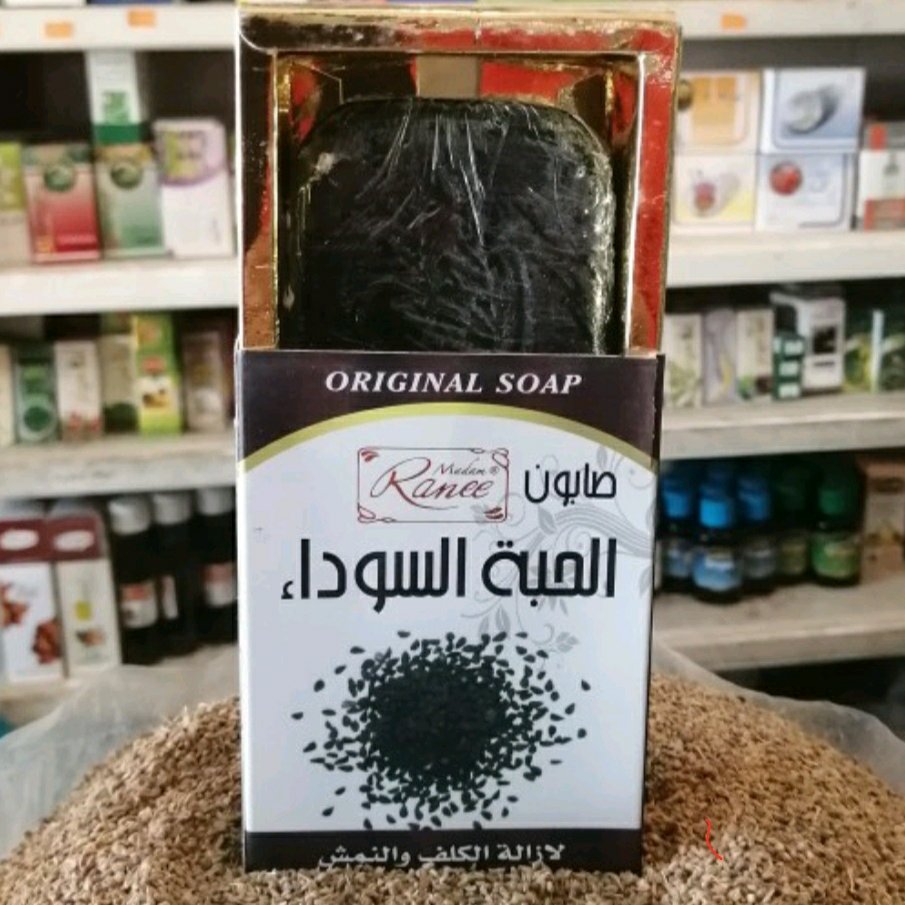 ORIGINAL SOAP
صابون Madam® Ranee
الحبة السوداء
لازالة الكلف والنمش